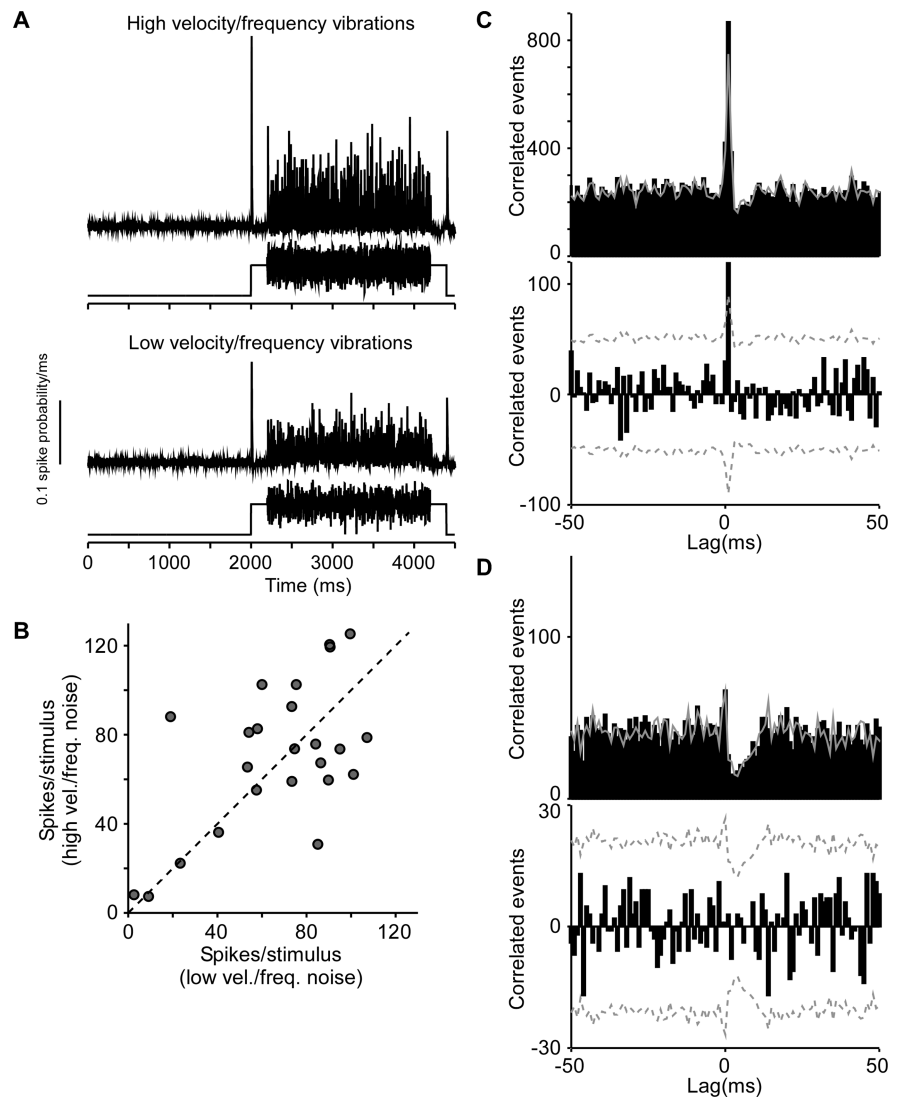 A
High velocity/frequency vibrations
Low velocity/frequency vibrations
0.1 spike probability/ms
0 1000 2000 3000 4000
Time (ms)
B
120
80
40
0
Spikes/stimulus
(high vel./freq. noise)
0 40 80 120
Spikes/stimulus
(low vel./freq. noise)
C
800
400
0
Correlated events
100
0
-100
Correlated events
-50 0 50
Lag(ms)
D
100
0
Correlated events
30
0
-30
Correlated events
-50 0 50
Lag(ms)